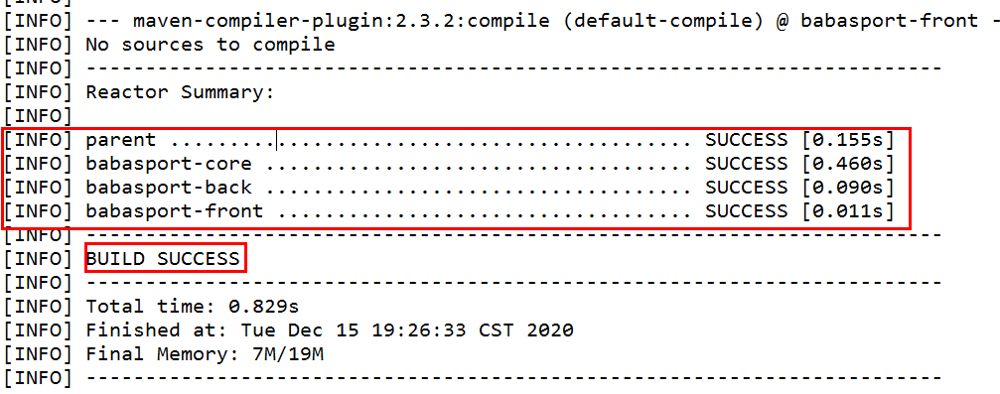 [INFO]
[INFO] --- maven-compiler-plugin:2.3.2:compile (default-compile) @ babasport-front -
[INFO] No sources to compile
[INFO] ------------------------------------------------------------------------
[INFO] Reactor Summary:
[INFO]
[INFO] parent ............................................ SUCCESS [0.155s]
[INFO] babasport-core .................................... SUCCESS [0.460s]
[INFO] babasport-back .................................... SUCCESS [0.090s]
[INFO] babasport-front ................................... SUCCESS [0.011s]
[INFO] ------------------------------------------------------------------------
[INFO] BUILD SUCCESS
[INFO] ------------------------------------------------------------------------
[INFO] Total time: 0.829s
[INFO] Finished at: Tue Dec 15 19:26:33 CST 2020
[INFO] Final Memory: 7M/19M
[INFO] ------------------------------------------------------------------------